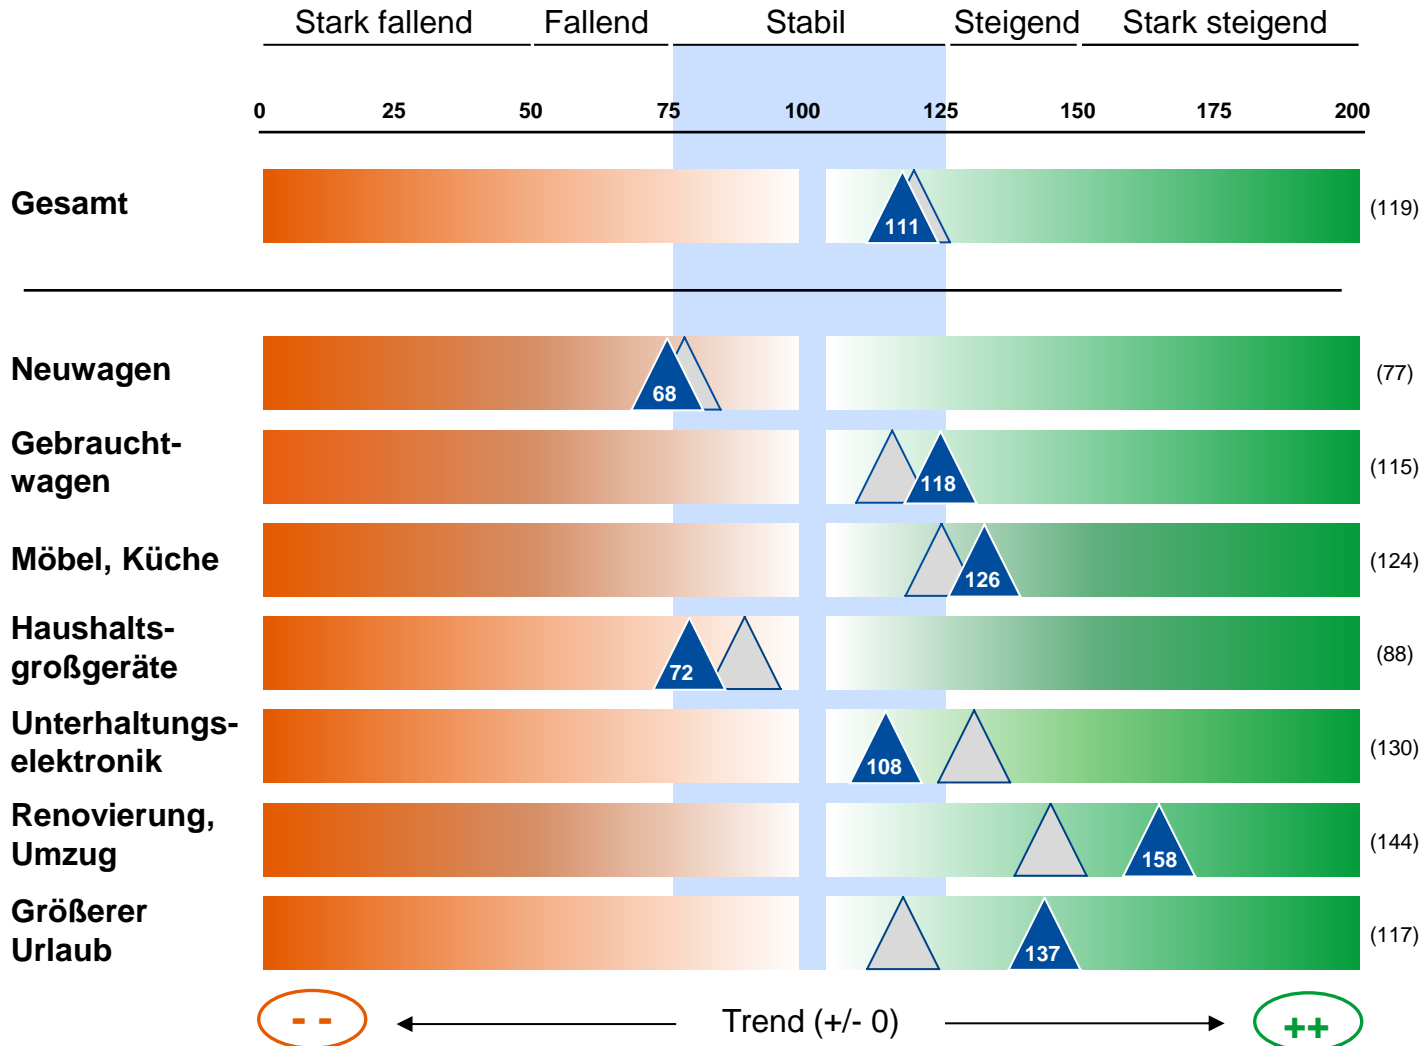 Stark fallend Fallend Stabil Steigend Stark steigend
0 25 50 75 100 125 150 175 200
Gesamt 111 (119)
Neuwagen 68 (77)
Gebraucht-
wagen 118 (115)
Möbel, Küche 126 (124)
Haushalts-
großgeräte 72 (88)
Unterhaltungs-
elektronik 108 (130)
Renovierung,
Umzug 158 (144)
Größerer
Urlaub 137 (117)
- - Trend (+/- 0) ++